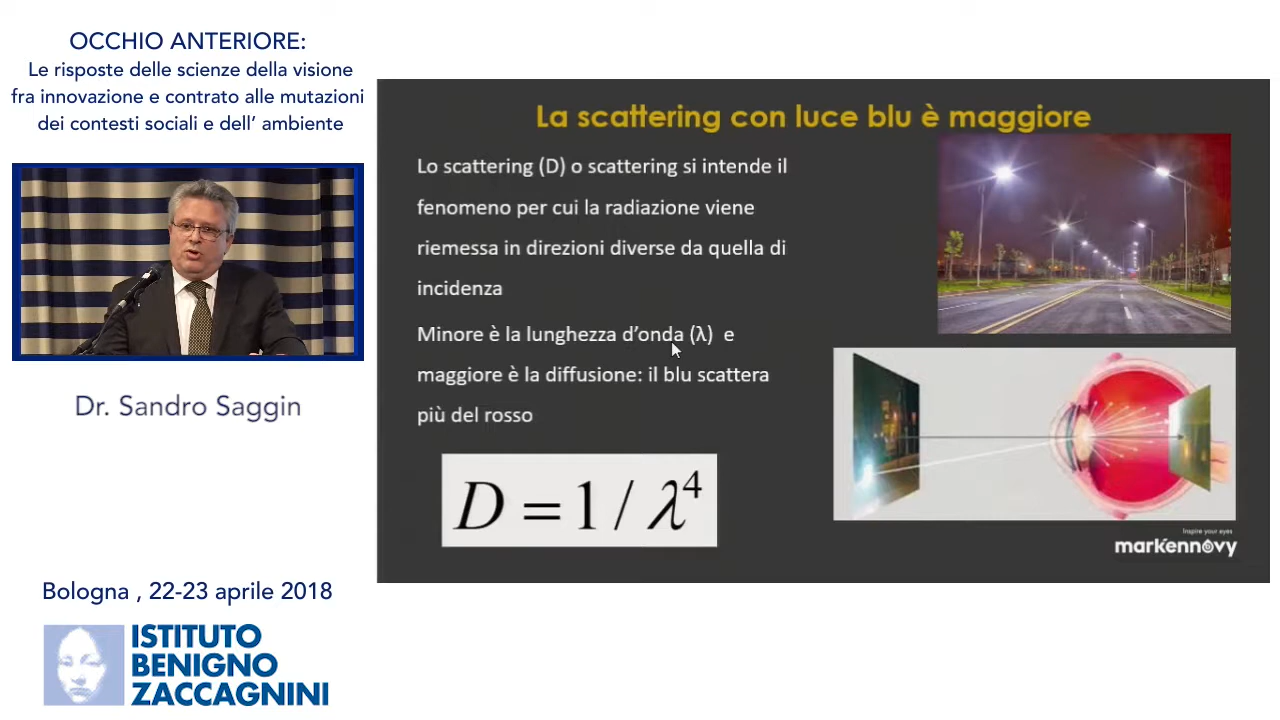 OCCHIO ANTERIORE:
Le risposte delle scienze della visione
fra innovazione e contrato alle mutazioni
dei contesti sociali e dell' ambiente
Dr. Sandro Saggin
Bologna , 22-23 aprile 2018
ISTITUTO
BENIGNO
ZACCAGNINI
La scattering con luce blu è maggiore
Lo scattering (D) o scattering si intende il
fenomeno per cui la radiazione viene
riemessa in direzioni diverse da quella di
incidenza
Minore è la lunghezza d'onda (λ) e
maggiore è la diffusione: il blu scattera
più del rosso
D = 1 / λ⁴
Inspire your eyes
markennovy